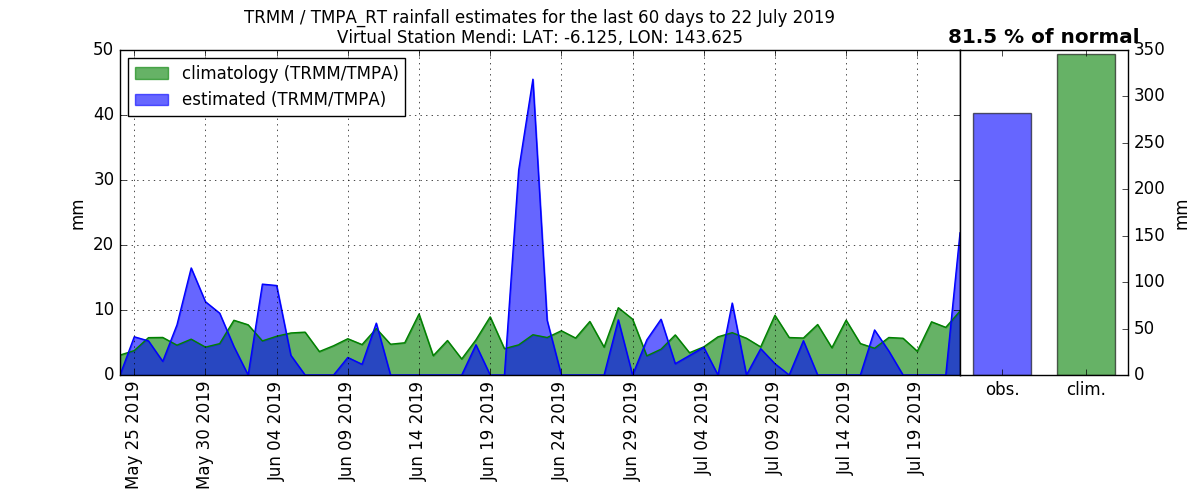 TRMM / TMPA_RT rainfall estimates for the last 60 days to 22 July 2019
Virtual Station Mendi: LAT: -6.125, LON: 143.625
81.5 % of normal
climatology (TRMM/TMPA)
estimated (TRMM/TMPA)
50
40
30
20
10
0
mm
May 25 2019
May 30 2019
Jun 04 2019
Jun 09 2019
Jun 14 2019
Jun 19 2019
Jun 24 2019
Jun 29 2019
Jul 04 2019
Jul 09 2019
Jul 14 2019
Jul 19 2019
obs.
clim.
350
300
250
200
150
100
50
0
mm